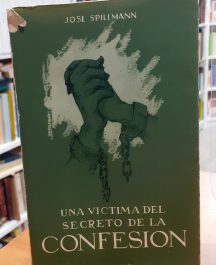 JOSE SPILLMANN
UNA VICTIMA DEL
SECRETO DE LA
CONFESION